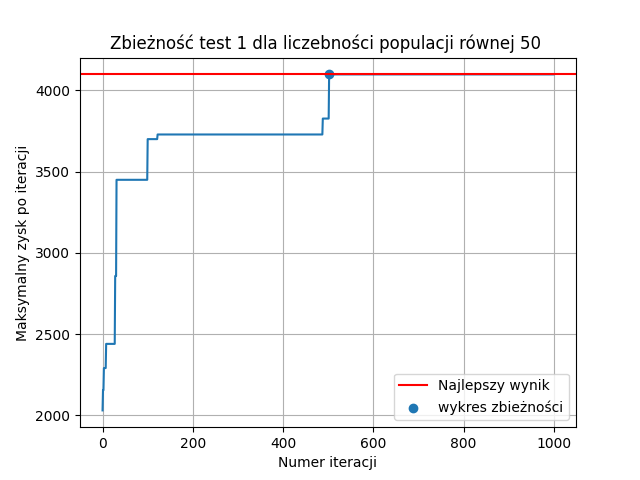 Zbieżność test 1 dla liczebności populacji równej 50
Maksymalny zysk po iteracji
4000
3500
3000
2500
2000
0 200 400 600 800 1000
Numer iteracji
Najlepszy wynik
wykres zbieżności